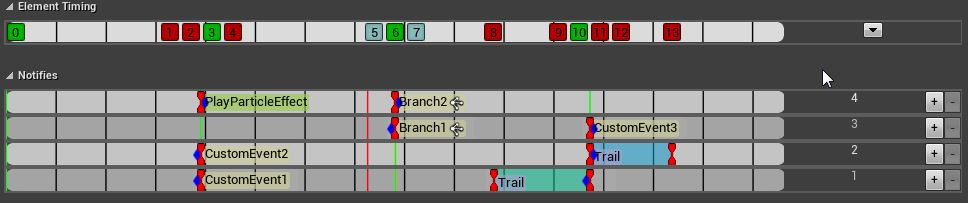 Element Timing
0 1 2 3 4 5 6 7 8 9 10 11 12 13
Notifies
PlayParticleEffect Branch2 4 + -
Branch1 CustomEvent3 3 + -
CustomEvent2 Trail 2 + -
CustomEvent1 Trail 1 + -